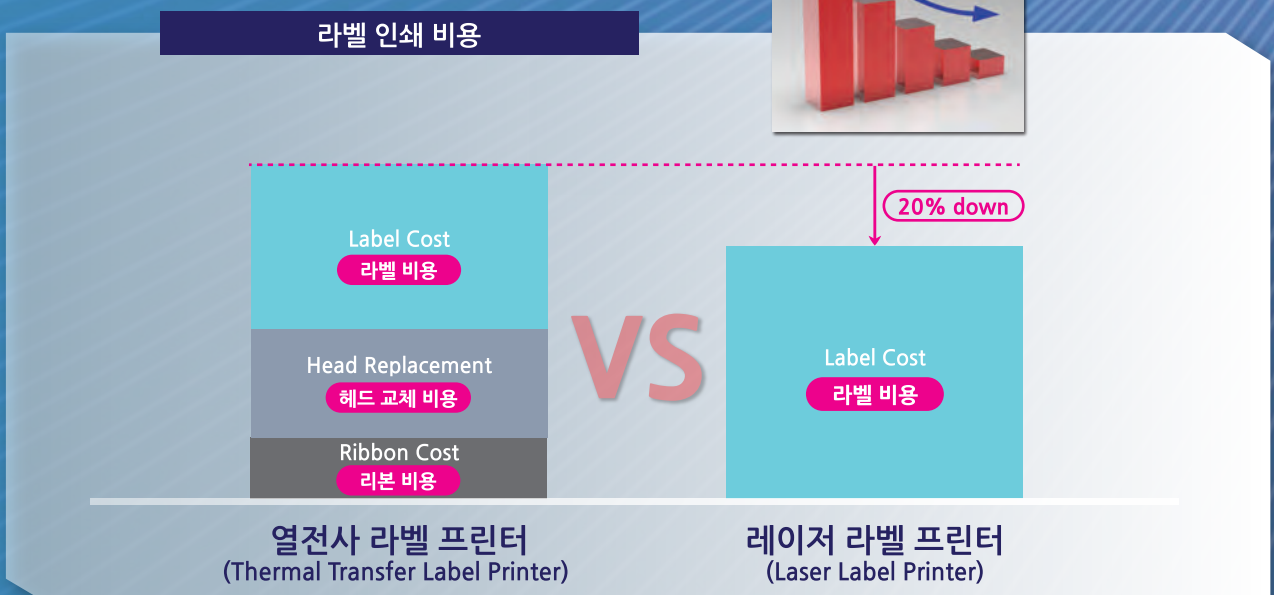 라벨 인쇄 비용
20% down
Label Cost
라벨 비용
Head Replacement
헤드 교체 비용
Ribbon Cost
리본 비용
VS
Label Cost
라벨 비용
열전사 라벨 프린터
(Thermal Transfer Label Printer)
레이저 라벨 프린터
(Laser Label Printer)